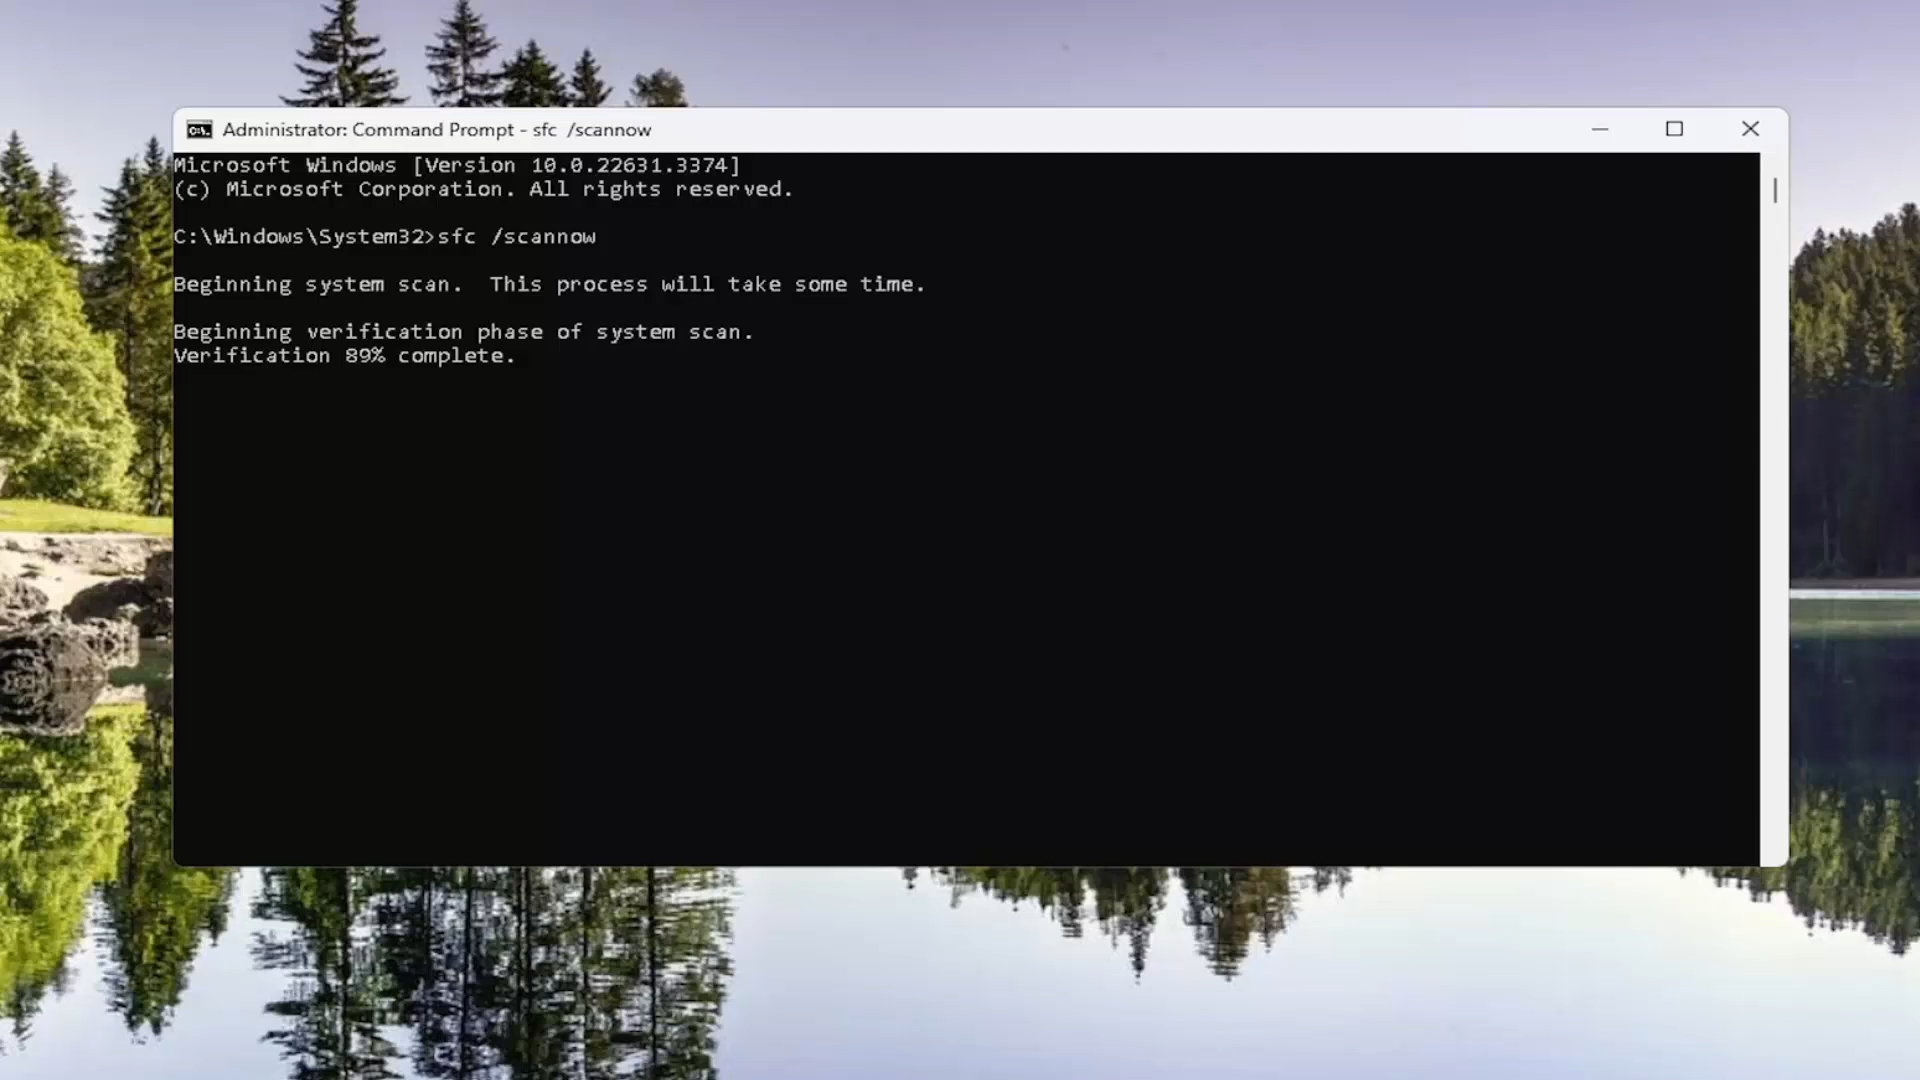 Administrator: Command Prompt - sfc  /scannow
Microsoft Windows [Version 10.0.22631.3374]
(c) Microsoft Corporation. All rights reserved.
C:\Windows\System32>sfc /scannow
Beginning system scan.  This process will take some time.
Beginning verification phase of system scan.
Verification 89% complete.